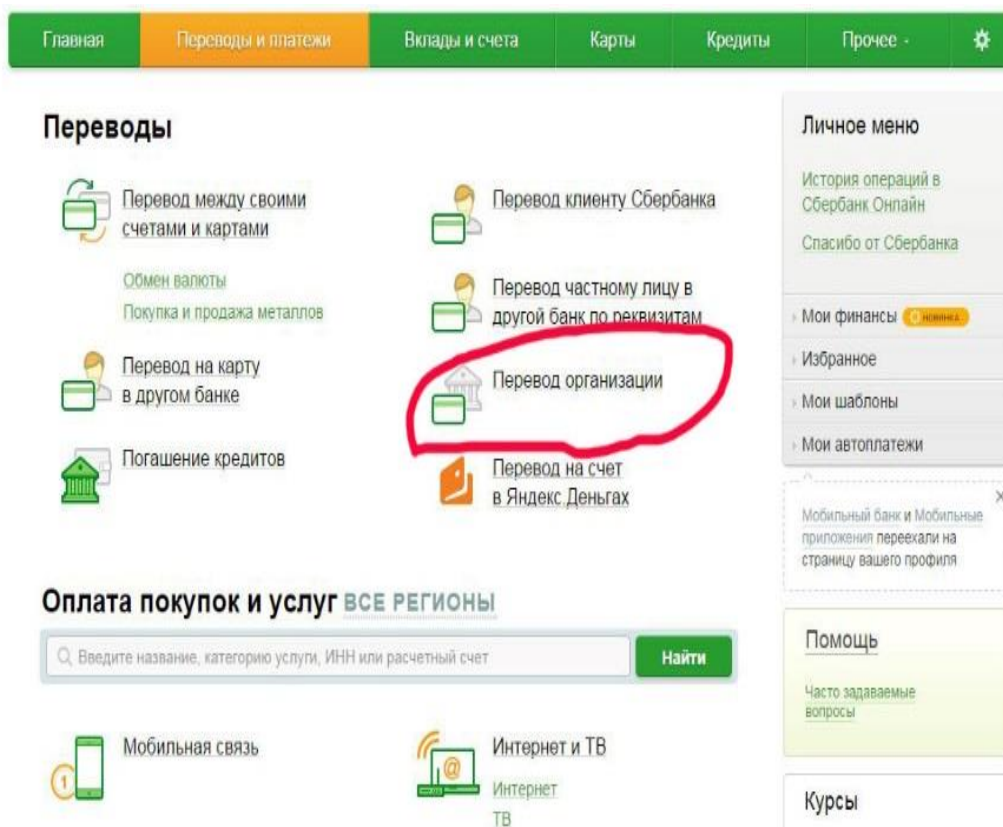 Главная Переводы и платежи Вклады и счета Карты Кредиты Прочее
Переводы
Перевод между своими
счетами и картами
Обмен валюты
Покупка и продажа металлов
Перевод на карту
в другом банке
Погашение кредитов
Перевод клиенту Сбербанка
Перевод частному лицу в
другой банк по реквизитам
Перевод организации
Перевод на счет
в Яндекс.Деньгах
Оплата покупок и услуг ВСЕ РЕГИОНЫ
Введите название, категорию услуги, ИНН или расчетный счет
Найти
Мобильная связь
1
Интернет и ТВ
@
Интернет
ТВ
Личное меню
История операций в
Сбербанк Онлайн
Спасибо от Сбербанка
Мои финансы НОВИНКА
Избранное
Мои шаблоны
Мои автоплатежи
Мобильный банк и Мобильные
приложения переехали на
страницу вашего профиля
Помощь
Часто задаваемые
вопросы
Курсы